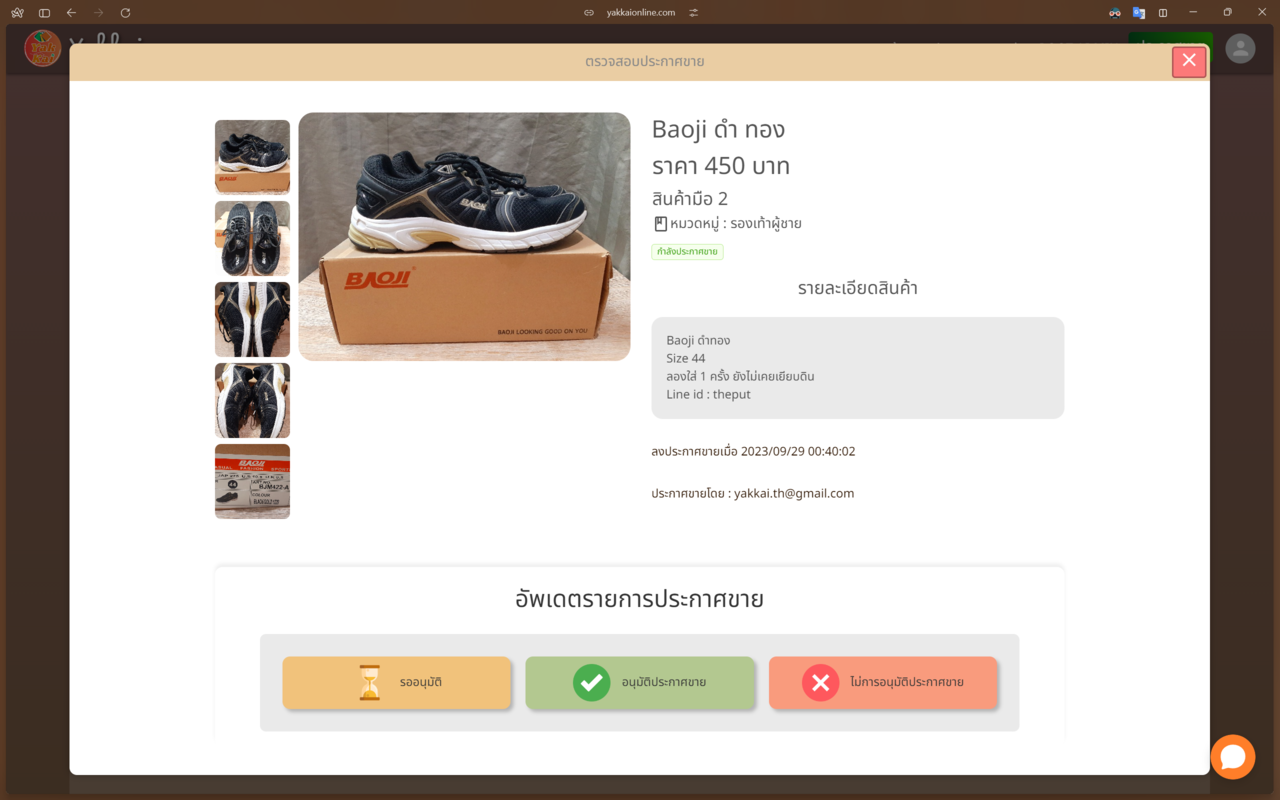 yakkaionline.com
ตรวจสอบประกาศขาย
Baoji ดำ ทอง
ราคา 450 บาท
สินค้ามือ 2
หมวดหมู่ : รองเท้าผู้ชาย
กำลังประกาศขาย
รายละเอียดสินค้า
Baoji ดำทอง
Size 44
ลองใส่ 1 ครั้ง ยังไม่เคยเยียบดิน
Line id : theput
ลงประกาศขายเมื่อ 2023/09/29 00:40:02
ประกาศขายโดย : yakkai.th@gmail.com
BAOJI
BAOJI
BAOJI LOOKING GOOD ON YOU
BAOJI
BAOJI
44
อัพเดตรายการประกาศขาย
รออนุมัติ
อนุมัติประกาศขาย
ไม่การอนุมัติประกาศขาย